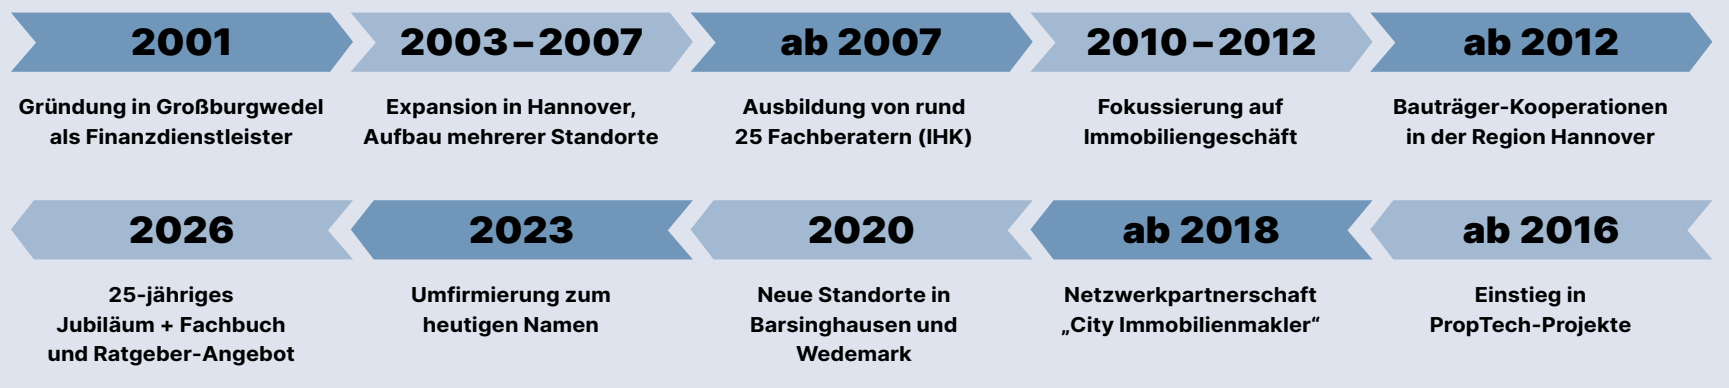 2001
Gründung in Großburgwedel
als Finanzdienstleister
2003–2007
Expansion in Hannover,
Aufbau mehrerer Standorte
ab 2007
Ausbildung von rund
25 Fachberatern (IHK)
2010–2012
Fokussierung auf
Immobiliengeschäft
ab 2012
Bauträger-Kooperationen
in der Region Hannover
ab 2016
Einstieg in
PropTech-Projekte
ab 2018
Netzwerkpartnerschaft
„City Immobilienmakler“
2020
Neue Standorte in
Barsinghausen und
Wedemark
2023
Umfirmierung zum
heutigen Namen
2026
25-jähriges
Jubiläum + Fachbuch
und Ratgeber-Angebot